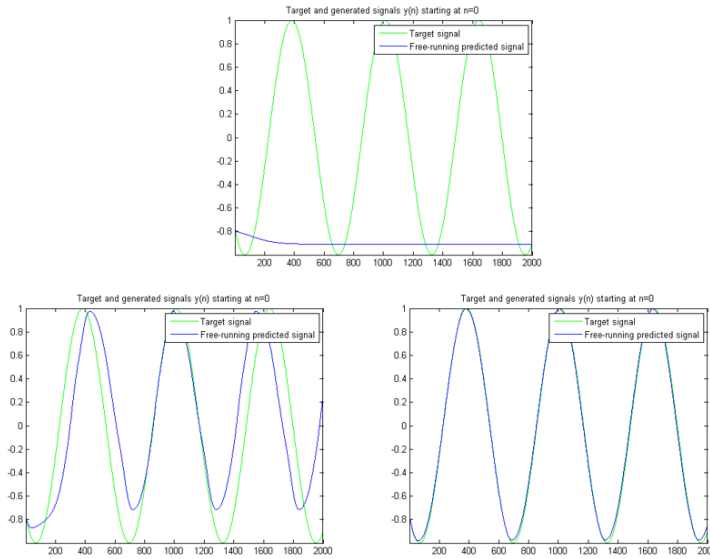 Target and generated signals y(n) starting at n=0
Target signal
Free-running predicted signal
1
0.8
0.6
0.4
0.2
0
-0.2
-0.4
-0.6
-0.8
200 400 600 800 1000 1200 1400 1600 1800 2000
Target and generated signals y(n) starting at n=0
Target signal
Free-running predicted signal
1
0.8
0.6
0.4
0.2
0
-0.2
-0.4
-0.6
-0.8
200 400 600 800 1000 1200 1400 1600 1800 2000
Target and generated signals y(n) starting at n=0
Target signal
Free-running predicted signal
1
0.8
0.6
0.4
0.2
0
-0.2
-0.4
-0.6
-0.8
200 400 600 800 1000 1200 1400 1600 1800 2000